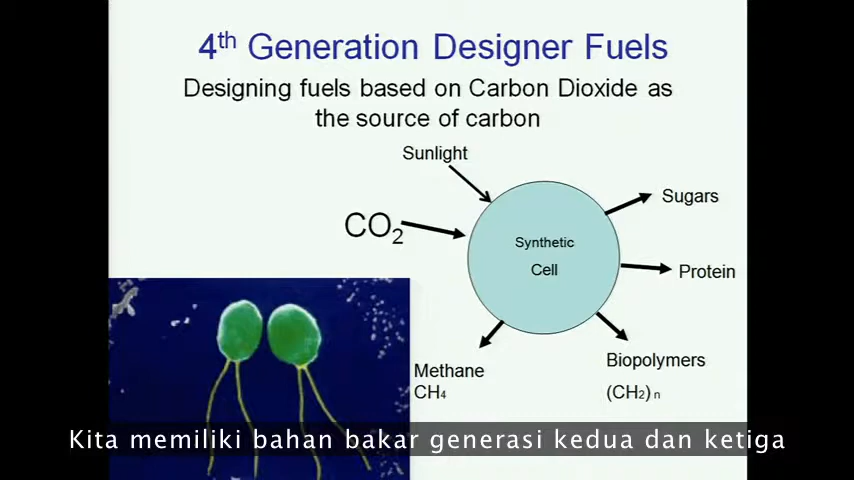 4th Generation Designer Fuels
Designing fuels based on Carbon Dioxide as
the source of carbon
Sunlight
CO2
Synthetic
Cell
Sugars
Protein
Biopolymers
(CH2)n
Methane
CH4
Kita memiliki bahan bakar generasi kedua dan ketiga